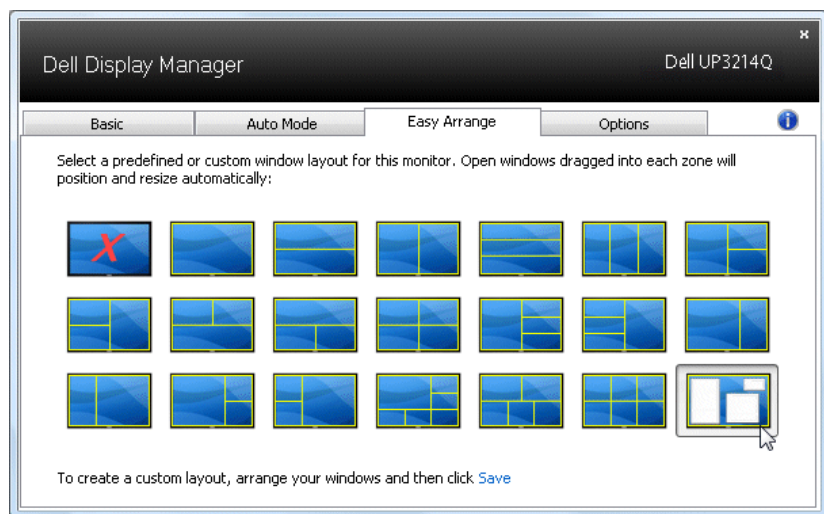 x
Dell Display Manager
Dell UP3214Q
Basic
Auto Mode
Easy Arrange
Options
i
Select a predefined or custom window layout for this monitor. Open windows dragged into each zone will
position and resize automatically:
X
To create a custom layout, arrange your windows and then click Save